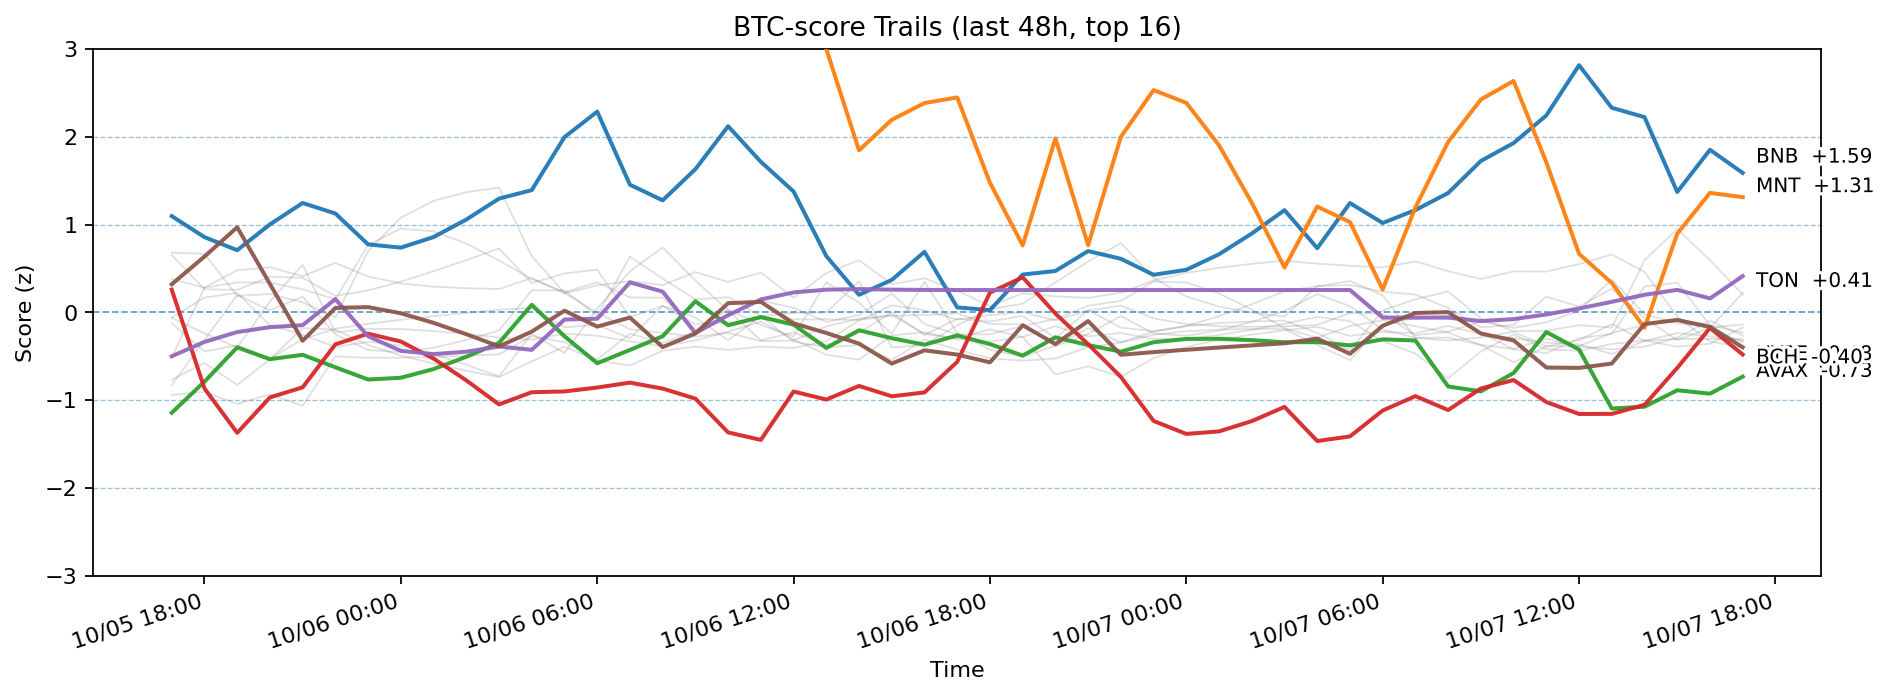 BTC-score Trails (last 48h, top 16)
Score (z)
3
2
1
0
−1
−2
−3
BNB +1.59
MNT +1.31
TON +0.41
BCH -0.40
AVAX -0.73
10/05 18:00
10/06 00:00
10/06 06:00
10/06 12:00
10/06 18:00
10/07 00:00
10/07 06:00
10/07 12:00
10/07 18:00
Time